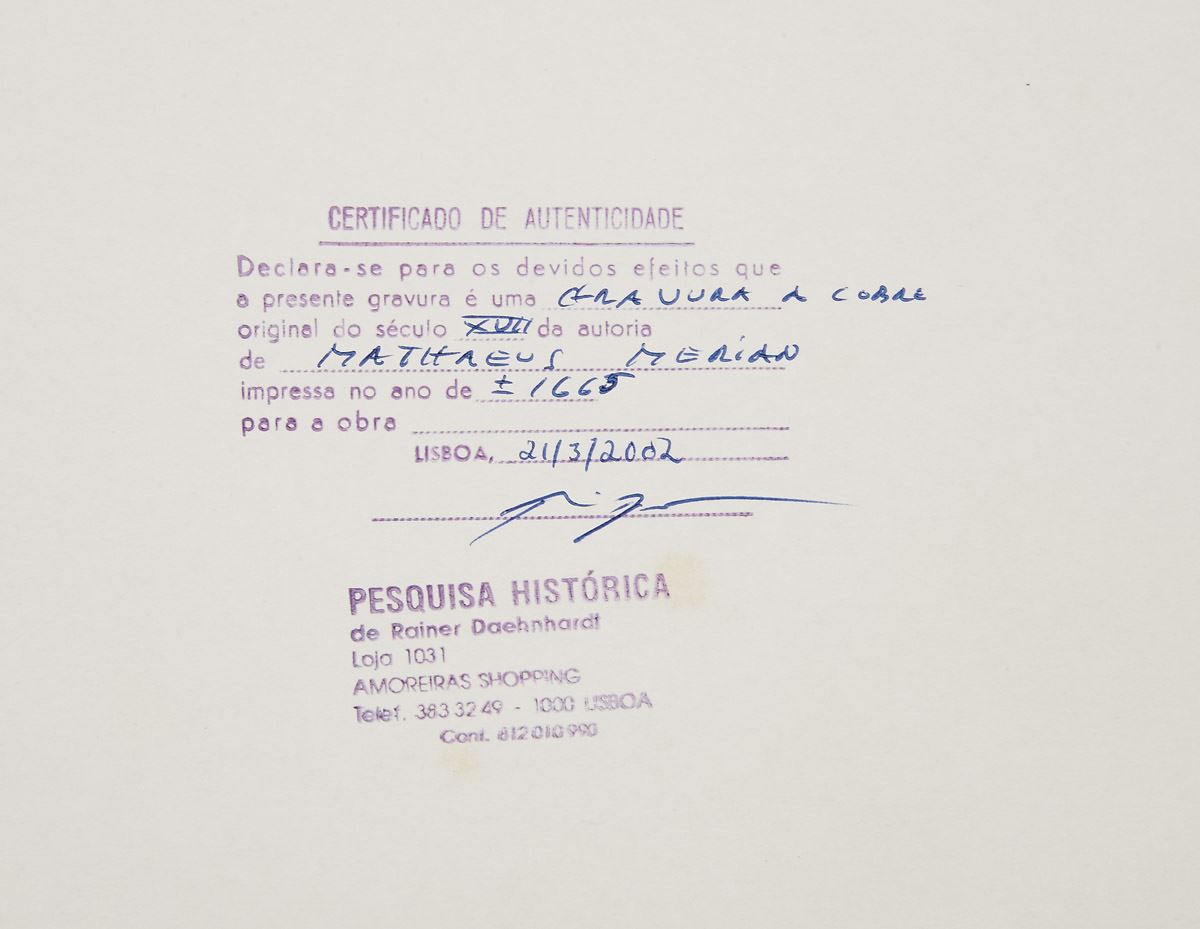 CERTIFICADO DE AUTENTICIDADE
Declara-se para os devidos efeitos que
a presente gravura é uma GRAVURA A COBRE
original do século XVII da autoria
de MATHAEUS MERIAN
impressa no ano de ± 1665
para a obra
LISBOA, 21/3/2002
PESQUISA HISTÓRICA
de Rainer Daehnhardt
Loja 1031
AMOREIRAS SHOPPING
Telef. 383 32 49 - 1000 LISBOA
Cont. 812 010 990